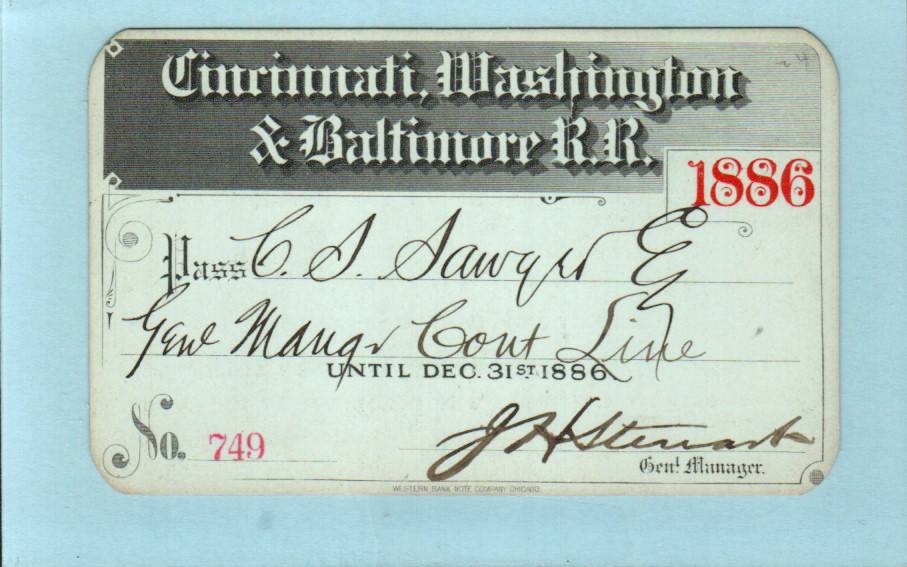 Cincinnati, Washington
& Baltimore R.R.
1886
Pass C. S. Sawyer
Genl Mangr Cont Line
UNTIL DEC. 31ST. 1886
No. 749
J H Stewart
Genl. Manager.
WESTERN BANK NOTE COMPANY CHICAGO.